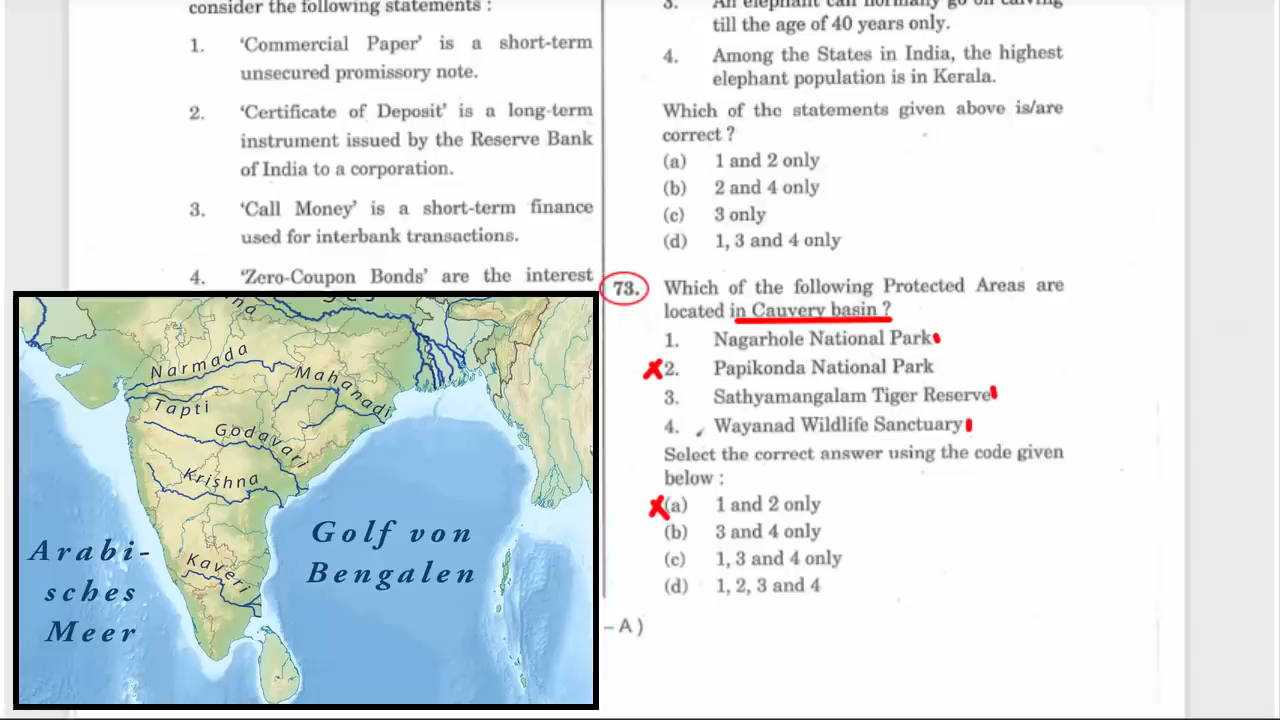 consider the following statements :
1. ‘Commercial Paper’ is a short-term
unsecured promissory note.
2. ‘Certificate of Deposit’ is a long-term
instrument issued by the Reserve Bank
of India to a corporation.
3. ‘Call Money’ is a short-term finance
used for interbank transactions.
4. ‘Zero-Coupon Bonds’ are the interest
Narmada
Mahanadi
Tapti
Godavari
Krishna
Kaveri
Arabi-
sches
Meer
Golf von
Bengalen
3. An elephant can normally go on calving
till the age of 40 years only.
4. Among the States in India, the highest
elephant population is in Kerala.
Which of the statements given above is/are
correct ?
(a) 1 and 2 only
(b) 2 and 4 only
(c) 3 only
(d) 1, 3 and 4 only
73. Which of the following Protected Areas are
located in Cauvery basin ?
1. Nagarhole National Park
2. Papikonda National Park
3. Sathyamangalam Tiger Reserve
4. Wayanad Wildlife Sanctuary
Select the correct answer using the code given
below :
(a) 1 and 2 only
(b) 3 and 4 only
(c) 1, 3 and 4 only
(d) 1, 2, 3 and 4
– A )